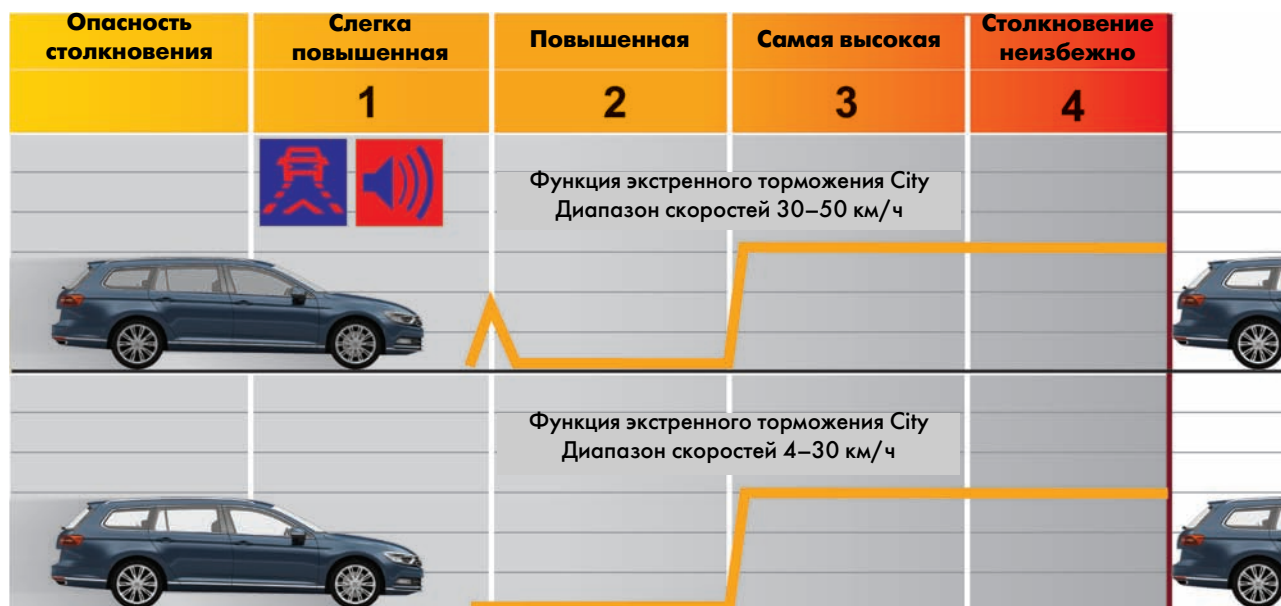 Опасность
столкновения
Слегка
повышенная
Повышенная
Самая высокая
Столкновение
неизбежно
1
2
3
4
Функция экстренного торможения City
Диапазон скоростей 30–50 км/ч
Функция экстренного торможения City
Диапазон скоростей 4–30 км/ч